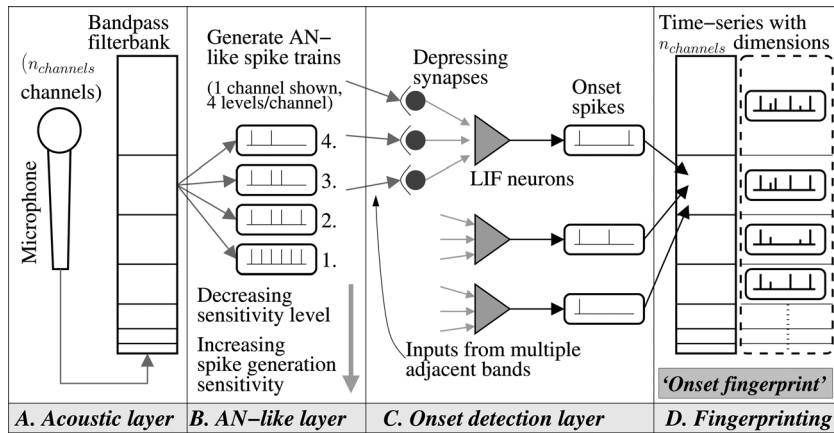 Bandpass
filterbank
(n_channels
channels)
Microphone
A. Acoustic layer
Generate AN–
like spike trains
(1 channel shown,
4 levels/channel)
4.
3.
2.
1.
Decreasing
sensitivity level
Increasing
spike generation
sensitivity
B. AN–like layer
Depressing
synapses
Onset
spikes
LIF neurons
Inputs from multiple
adjacent bands
C. Onset detection layer
Time–series with
n_channels dimensions
'Onset fingerprint'
D. Fingerprinting